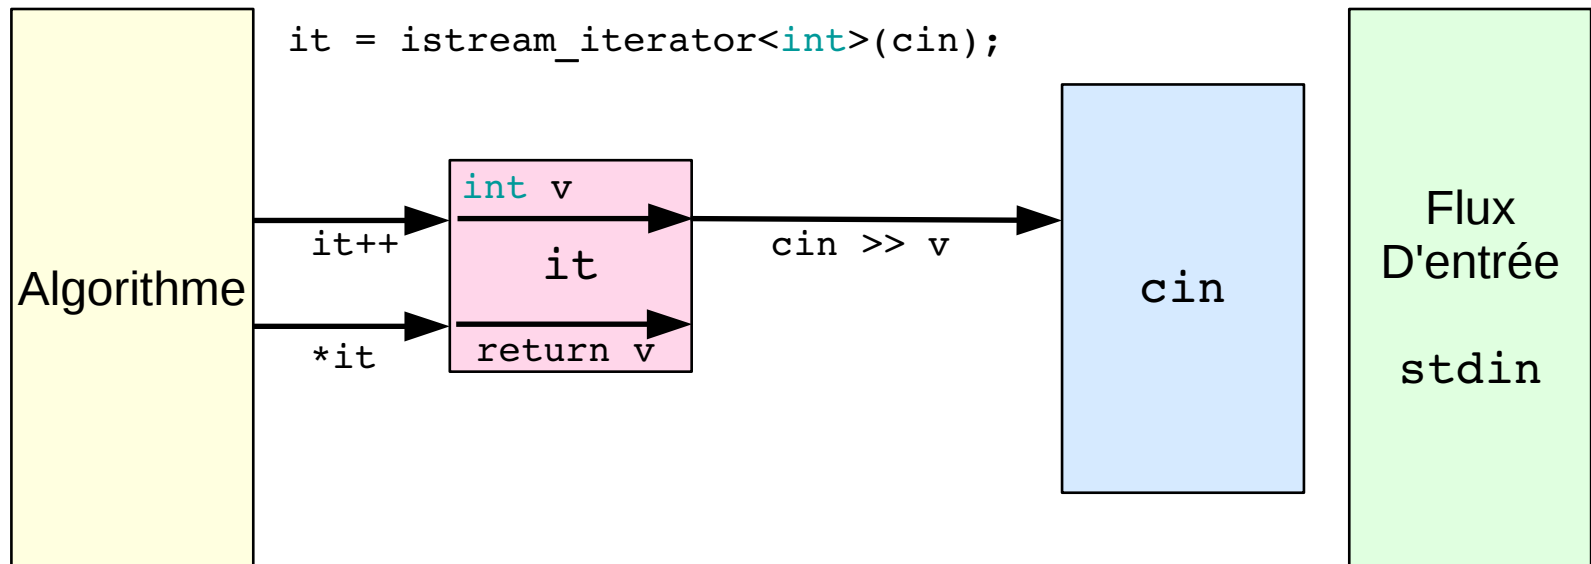 it = istream_iterator<int>(cin);
Algorithme
it++
*it
int v
it
return v
cin >> v
cin
Flux
D'entrée
stdin